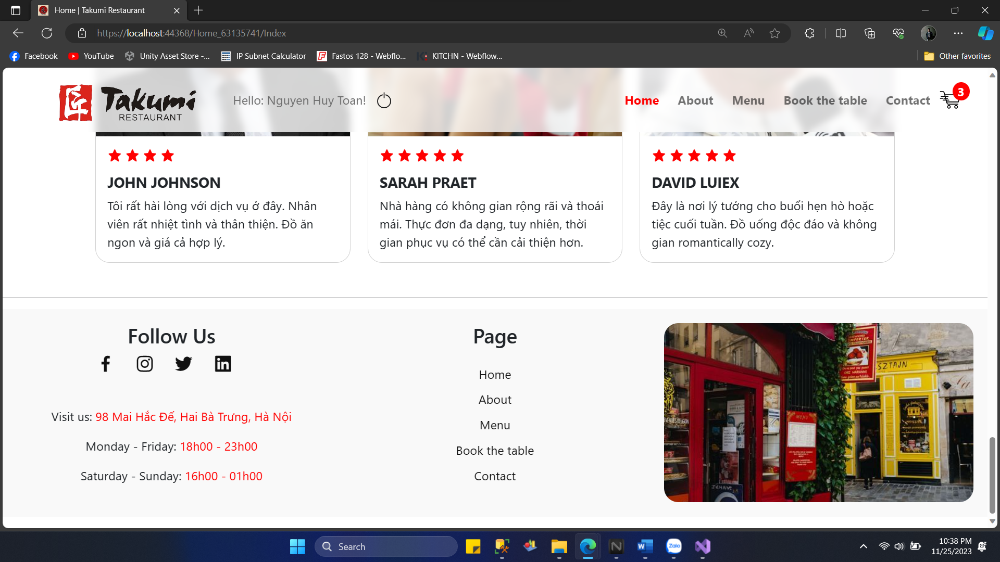 Home | Takumi Restaurant
https://localhost:44368/Home_63135741/Index
Facebook
YouTube
Unity Asset Store -...
IP Subnet Calculator
Fastos 128 - Webflo...
KITCHN - Webflow...
Other favorites
匠 Takumi
RESTAURANT
Hello: Nguyen Huy Toan!
Home
About
Menu
Book the table
Contact
3
JOHN JOHNSON
Tôi rất hài lòng với dịch vụ ở đây. Nhân
viên rất nhiệt tình và thân thiện. Đồ ăn
ngon và giá cả hợp lý.
SARAH PRAET
Nhà hàng có không gian rộng rãi và thoải
mái. Thực đơn đa dạng, tuy nhiên, thời
gian phục vụ có thể cần cải thiện hơn.
DAVID LUIEX
Đây là nơi lý tưởng cho buổi hẹn hò hoặc
tiệc cuối tuần. Đồ uống độc đáo và không
gian romantically cozy.
Follow Us
Visit us: 98 Mai Hắc Đế, Hai Bà Trưng, Hà Nội
Monday - Friday: 18h00 - 23h00
Saturday - Sunday: 16h00 - 01h00
Page
Home
About
Menu
Book the table
Contact
MENU
Search
Zalo
10:38 PM
11/25/2023